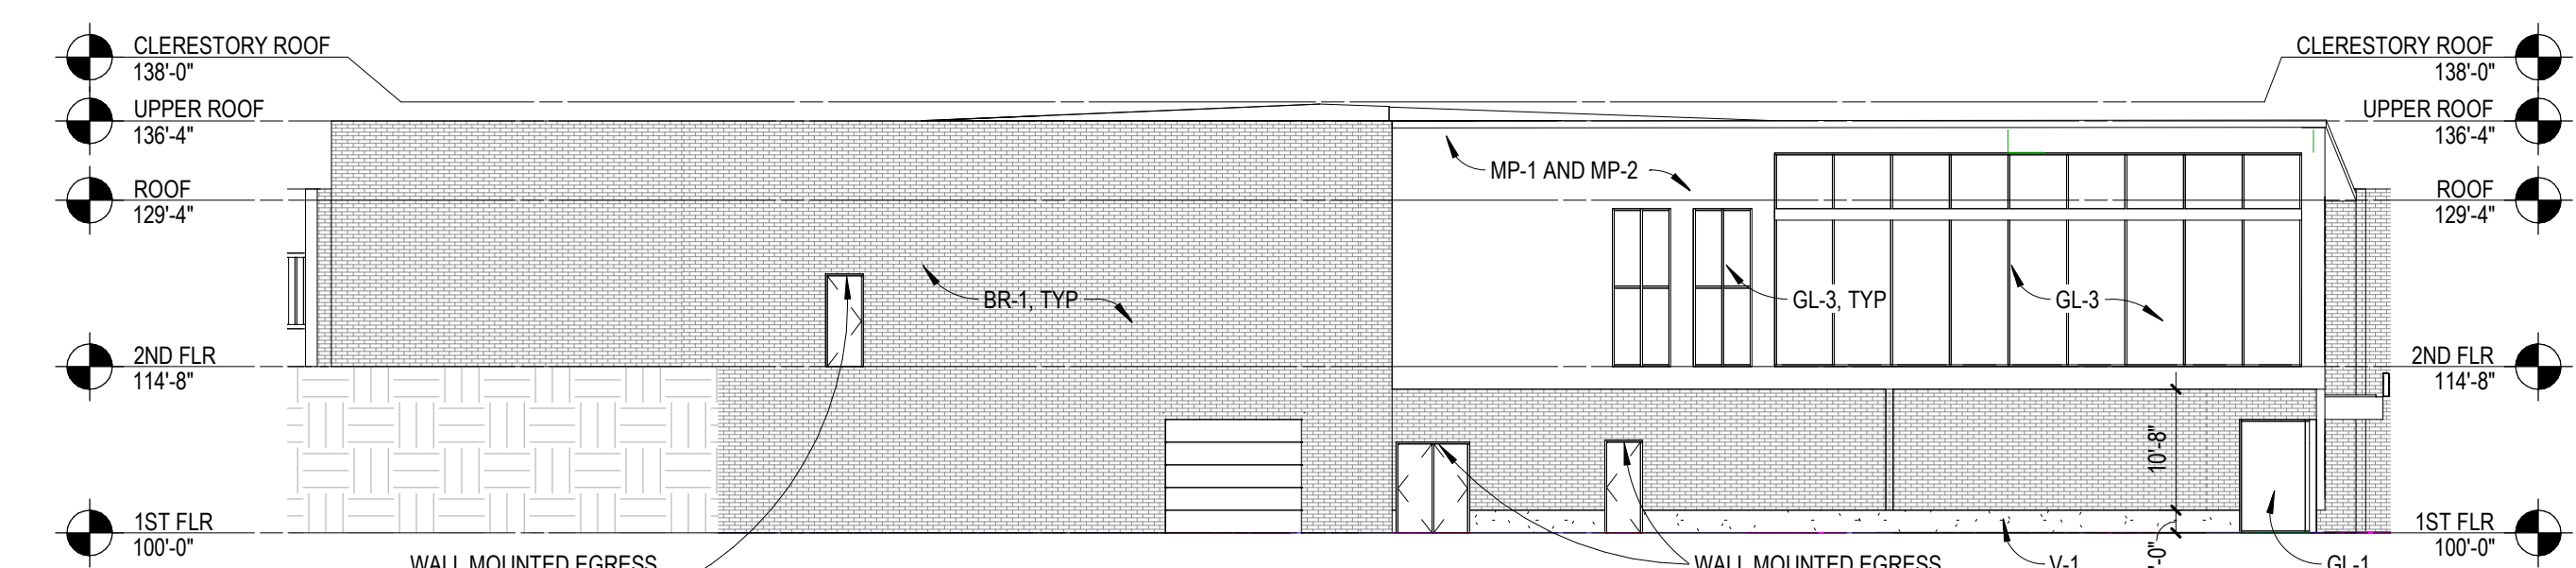 CLERESTORY ROOF
138'-0"
UPPER ROOF
136'-4"
ROOF
129'-4"
2ND FLR
114'-8"
1ST FLR
100'-0"
MP-1 AND MP-2
BR-1, TYP
GL-3, TYP
GL-3
10'-8"
WALL MOUNTED EGRESS
WALL MOUNTED EGRESS
V-1
GL-1
CLERESTORY ROOF
138'-0"
UPPER ROOF
136'-4"
ROOF
129'-4"
2ND FLR
114'-8"
1ST FLR
100'-0"